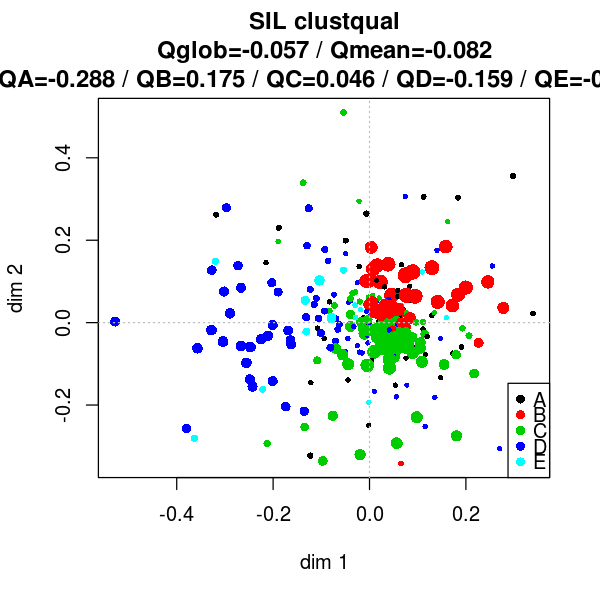 SIL clustqual
Qglob=-0.057 / Qmean=-0.082
QA=-0.288 / QB=0.175 / QC=0.046 / QD=-0.159 / QE=-0
dim 2
0.4
0.2
0.0
-0.2
A
B
C
D
E
-0.4
-0.2
0.0
0.2
dim 1